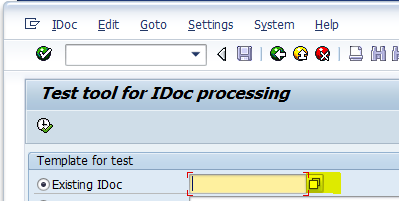 IDoc Edit Goto Settings System Help
Test tool for IDoc processing
Template for test
Existing IDoc